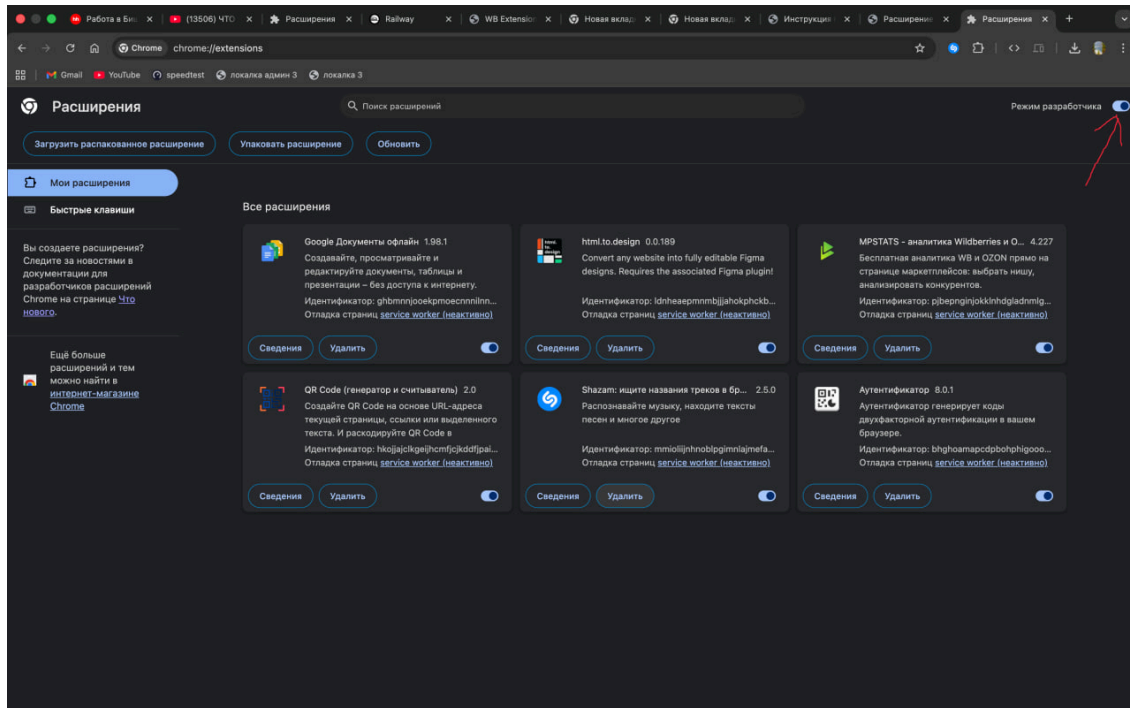 Работа в Биш
(13506) ЧТО
Расширения
Railway
WB Extension
Новая вклад
Новая вклад
Инструкция
Расширение
Расширения
Chrome chrome://extensions
Gmail YouTube speedtest локалка админ 3 локалка 3
Расширения
Поиск расширений
Режим разработчика
Загрузить распакованное расширение
Упаковать расширение
Обновить
Мои расширения
Быстрые клавиши
Вы создаете расширения?
Следите за новостями в
документации для
разработчиков расширений
Chrome на странице Что
нового.
Ещё больше
расширений и тем
можно найти в
интернет-магазине
Chrome
Все расширения
Google Документы офлайн 1.98.1
Создавайте, просматривайте и
редактируйте документы, таблицы и
презентации – без доступа к интернету.
Идентификатор: ghbmnnjooekpmoecnnnilnn...
Отладка страниц service worker (неактивно)
Сведения Удалить
html.to.design 0.0.189
Convert any website into fully editable Figma
designs. Requires the associated Figma plugin!
Идентификатор: ldnheaepmnmbjjjahokphckb...
Отладка страниц service worker (неактивно)
Сведения Удалить
MPSTATS - аналитика Wildberries и O... 4.227
Бесплатная аналитика WB и OZON прямо на
странице маркетплейсов: выбрать нишу,
анализировать конкурентов.
Идентификатор: pjbepnginjokklnhdgladnmlg...
Отладка страниц service worker (неактивно)
Сведения Удалить
QR Code (генератор и считыватель) 2.0
Создайте QR Code на основе URL-адреса
текущей страницы, ссылки или выделенного
текста. И раскодируйте QR Code в
Идентификатор: hkojjajclkgeijhcmfjcjkddfjpai...
Отладка страниц service worker (неактивно)
Сведения Удалить
Shazam: ищите названия треков в бр... 2.5.0
Распознавайте музыку, находите тексты
песен и многое другое
Идентификатор: mmioliijnhnoblpgimnlajmefa...
Отладка страниц service worker (неактивно)
Сведения Удалить
Аутентификатор 8.0.1
Аутентификатор генерирует коды
двухфакторной аутентификации в вашем
браузере.
Идентификатор: bhghoamapcdpbohphigooo...
Отладка страниц service worker (неактивно)
Сведения Удалить